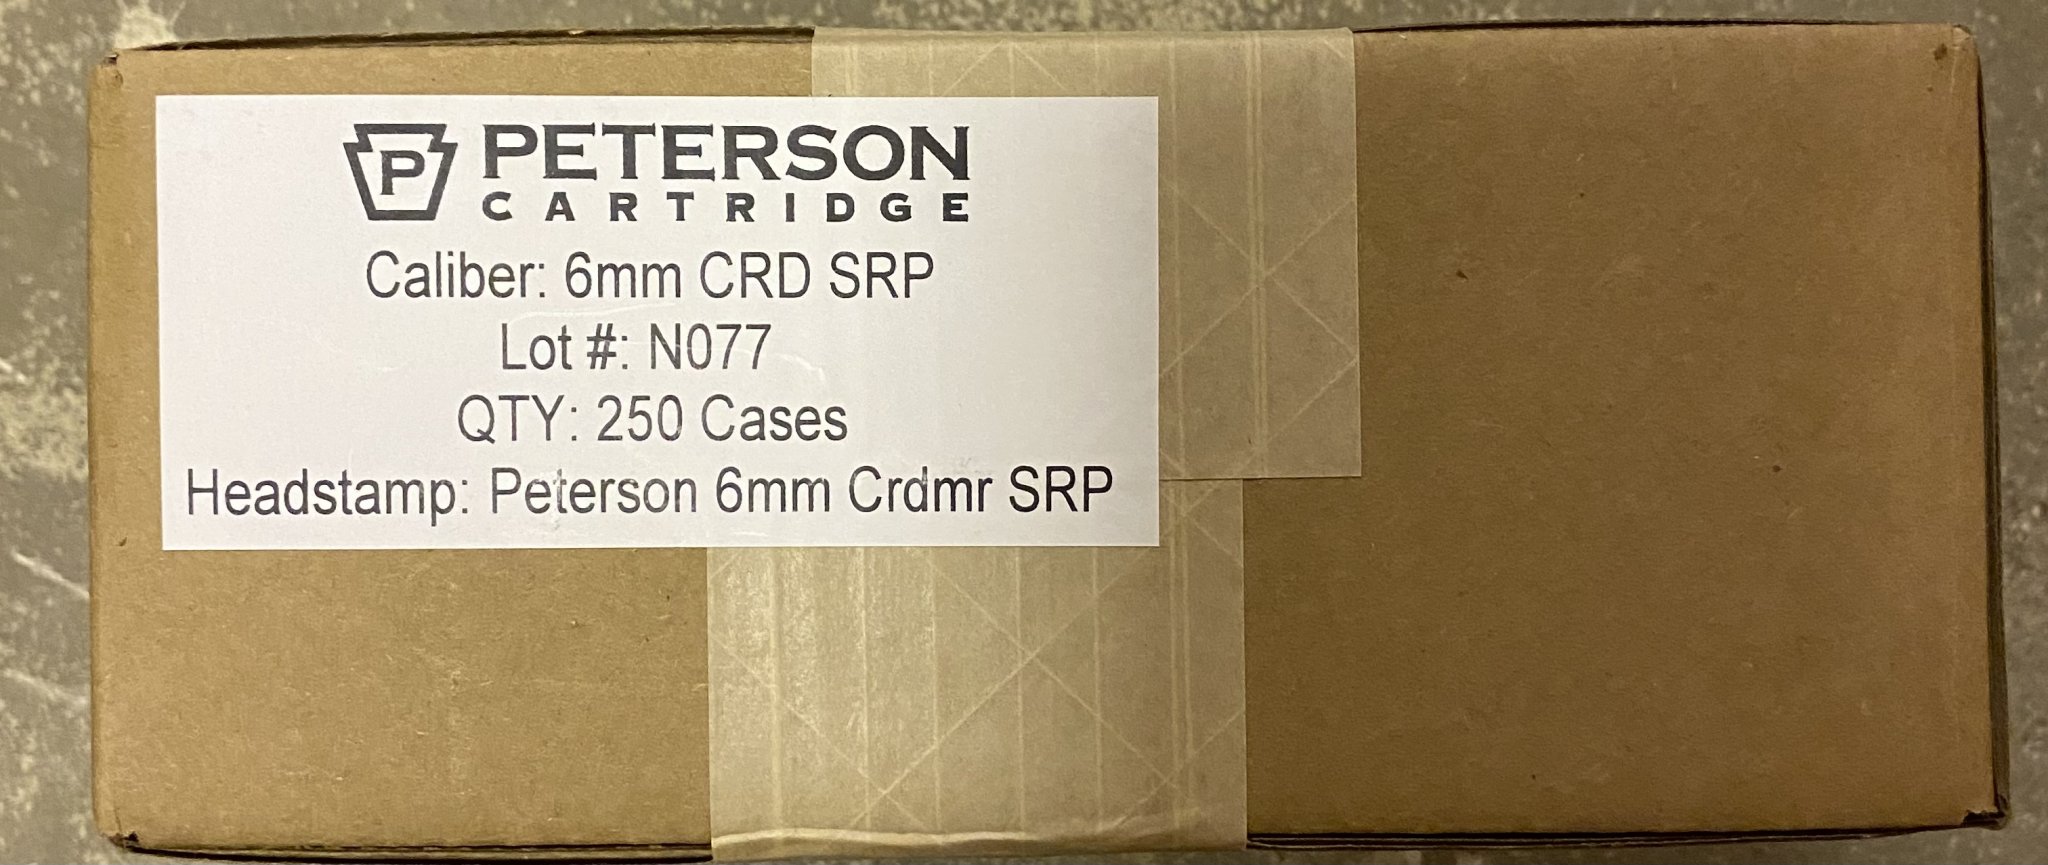 P PETERSON
CARTRIDGE
Caliber: 6mm CRD SRP
Lot #: N077
QTY: 250 Cases
Headstamp: Peterson 6mm Crdmr SRP